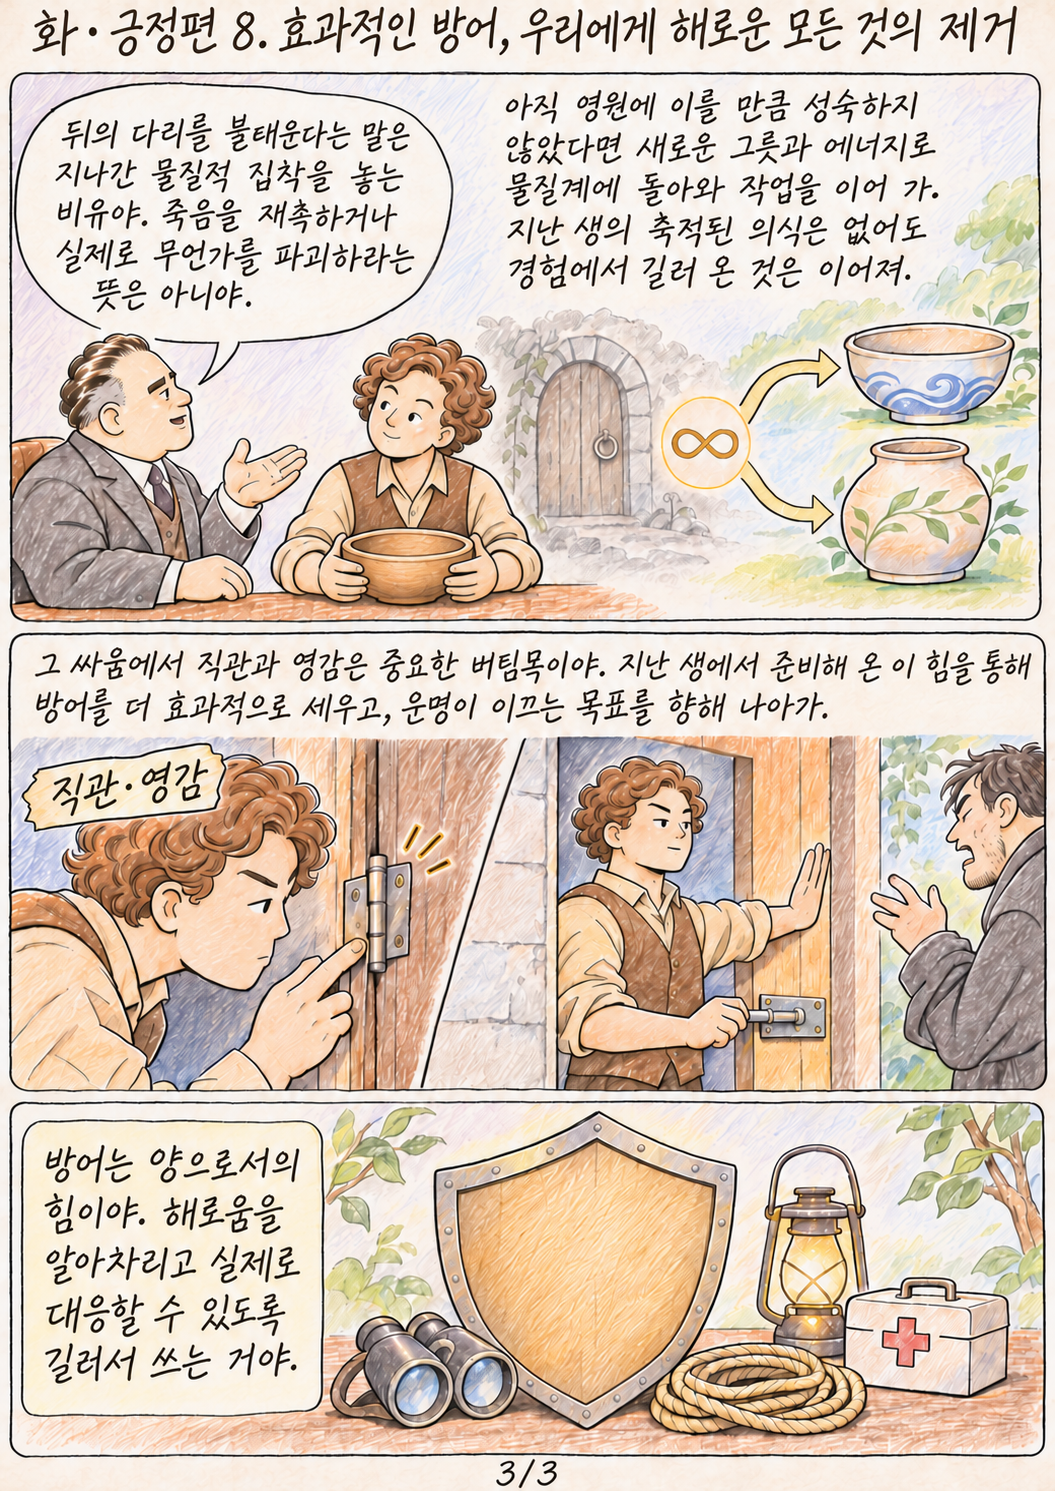 화·긍정편 8. 효과적인 방어, 우리에게 해로운 모든 것의 제거
뒤의 다리를 불태운다는 말은
지나간 물질적 집착을 놓는
비유야. 죽음을 재촉하거나
실제로 무언가를 파괴하라는
뜻은 아니야.
아직 영원에 이를 만큼 성숙하지
않았다면 새로운 그릇과 에너지로
물질계에 돌아와 작업을 이어 가.
지난 생의 축적된 의식은 없어도
경험에서 길러 온 것은 이어져.
그 싸움에서 직관과 영감은 중요한 버팀목이야. 지난 생에서 준비해 온 이 힘을 통해
방어를 더 효과적으로 세우고, 운명이 이끄는 목표를 향해 나아가.
직관·영감
방어는 양으로서의
힘이야. 해로움을
알아차리고 실제로
대응할 수 있도록
길러서 쓰는 거야.
3/3